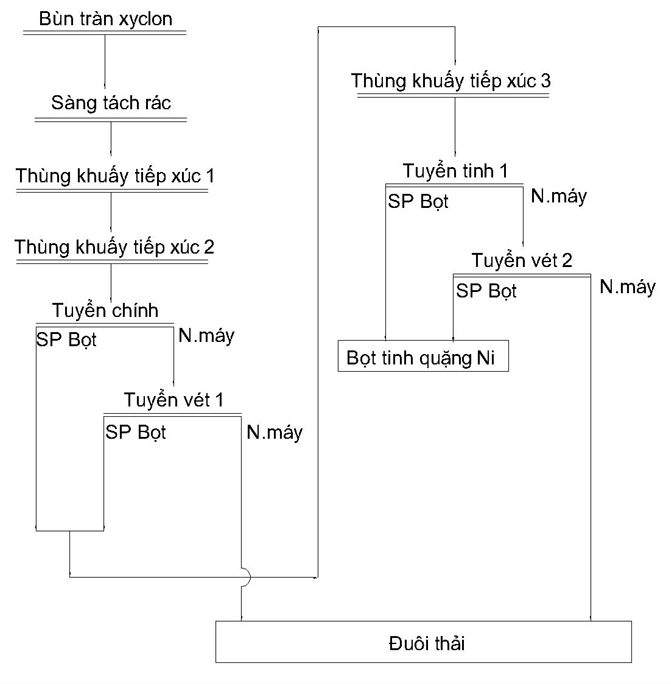 Bùn tràn xyclon
Sàng tách rác
Thùng khuấy tiếp xúc 1
Thùng khuấy tiếp xúc 2
Tuyển chính
SP Bọt
N.máy
Tuyển vét 1
SP Bọt
N.máy
Thùng khuấy tiếp xúc 3
Tuyển tinh 1
SP Bọt
N.máy
Tuyển vét 2
SP Bọt
N.máy
Bọt tinh quặng Ni
Đuôi thải